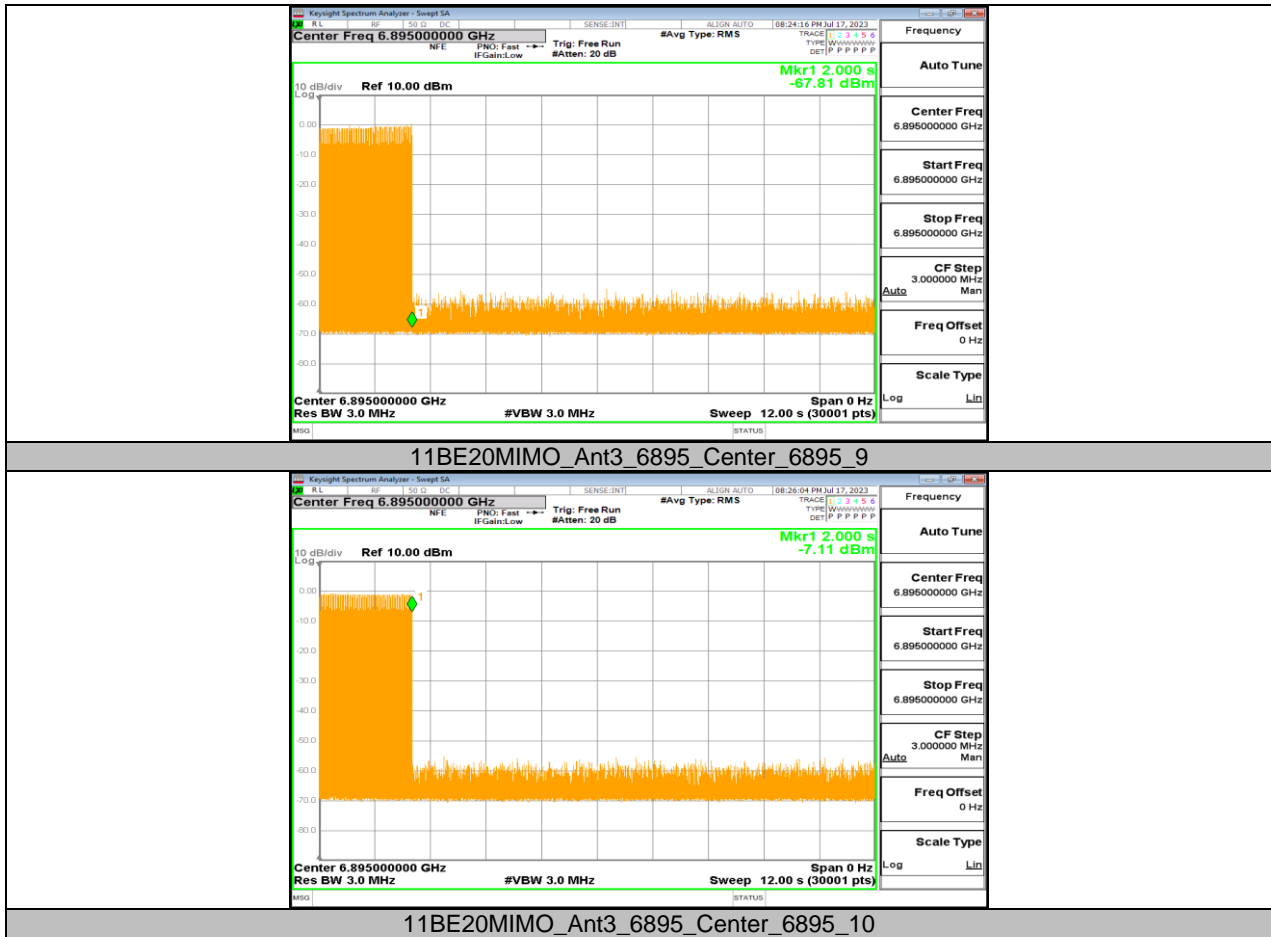 Keysight Spectrum Analyzer - Swept SA
RL RF 50 Ω DC SENSE:INT ALIGN AUTO 08:24:16 PM Jul 17, 2023
Center Freq 6.895000000 GHz #Avg Type: RMS TRACE 1 2 3 4 5 6 Frequency
NFE PNO: Fast Trig: Free Run TYPE WWWWWW
IFGain:Low #Atten: 20 dB DET P P P P P P
Auto Tune
Mkr1 2.000 s
10 dB/div Ref 10.00 dBm -67.81 dBm
Log
Center Freq
6.895000000 GHz
0.00
-10.0
Start Freq
6.895000000 GHz
-20.0
-30.0
Stop Freq
6.895000000 GHz
-40.0
-50.0
CF Step
3.000000 MHz
Auto Man
-60.0
1
Freq Offset
0 Hz
-70.0
-80.0
Scale Type
Log Lin
Center 6.895000000 GHz Span 0 Hz
Res BW 3.0 MHz #VBW 3.0 MHz Sweep 12.00 s (30001 pts)
MSG STATUS
11BE20MIMO_Ant3_6895_Center_6895_9
Keysight Spectrum Analyzer - Swept SA
RL RF 50 Ω DC SENSE:INT ALIGN AUTO 08:26:04 PM Jul 17, 2023
Center Freq 6.895000000 GHz #Avg Type: RMS TRACE 1 2 3 4 5 6 Frequency
NFE PNO: Fast Trig: Free Run TYPE WWWWWW
IFGain:Low #Atten: 20 dB DET P P P P P P
Auto Tune
Mkr1 2.000 s
10 dB/div Ref 10.00 dBm -7.11 dBm
Log
Center Freq
6.895000000 GHz
0.00
1
-10.0
Start Freq
6.895000000 GHz
-20.0
-30.0
Stop Freq
6.895000000 GHz
-40.0
-50.0
CF Step
3.000000 MHz
Auto Man
-60.0
Freq Offset
0 Hz
-70.0
-80.0
Scale Type
Log Lin
Center 6.895000000 GHz Span 0 Hz
Res BW 3.0 MHz #VBW 3.0 MHz Sweep 12.00 s (30001 pts)
MSG STATUS
11BE20MIMO_Ant3_6895_Center_6895_10